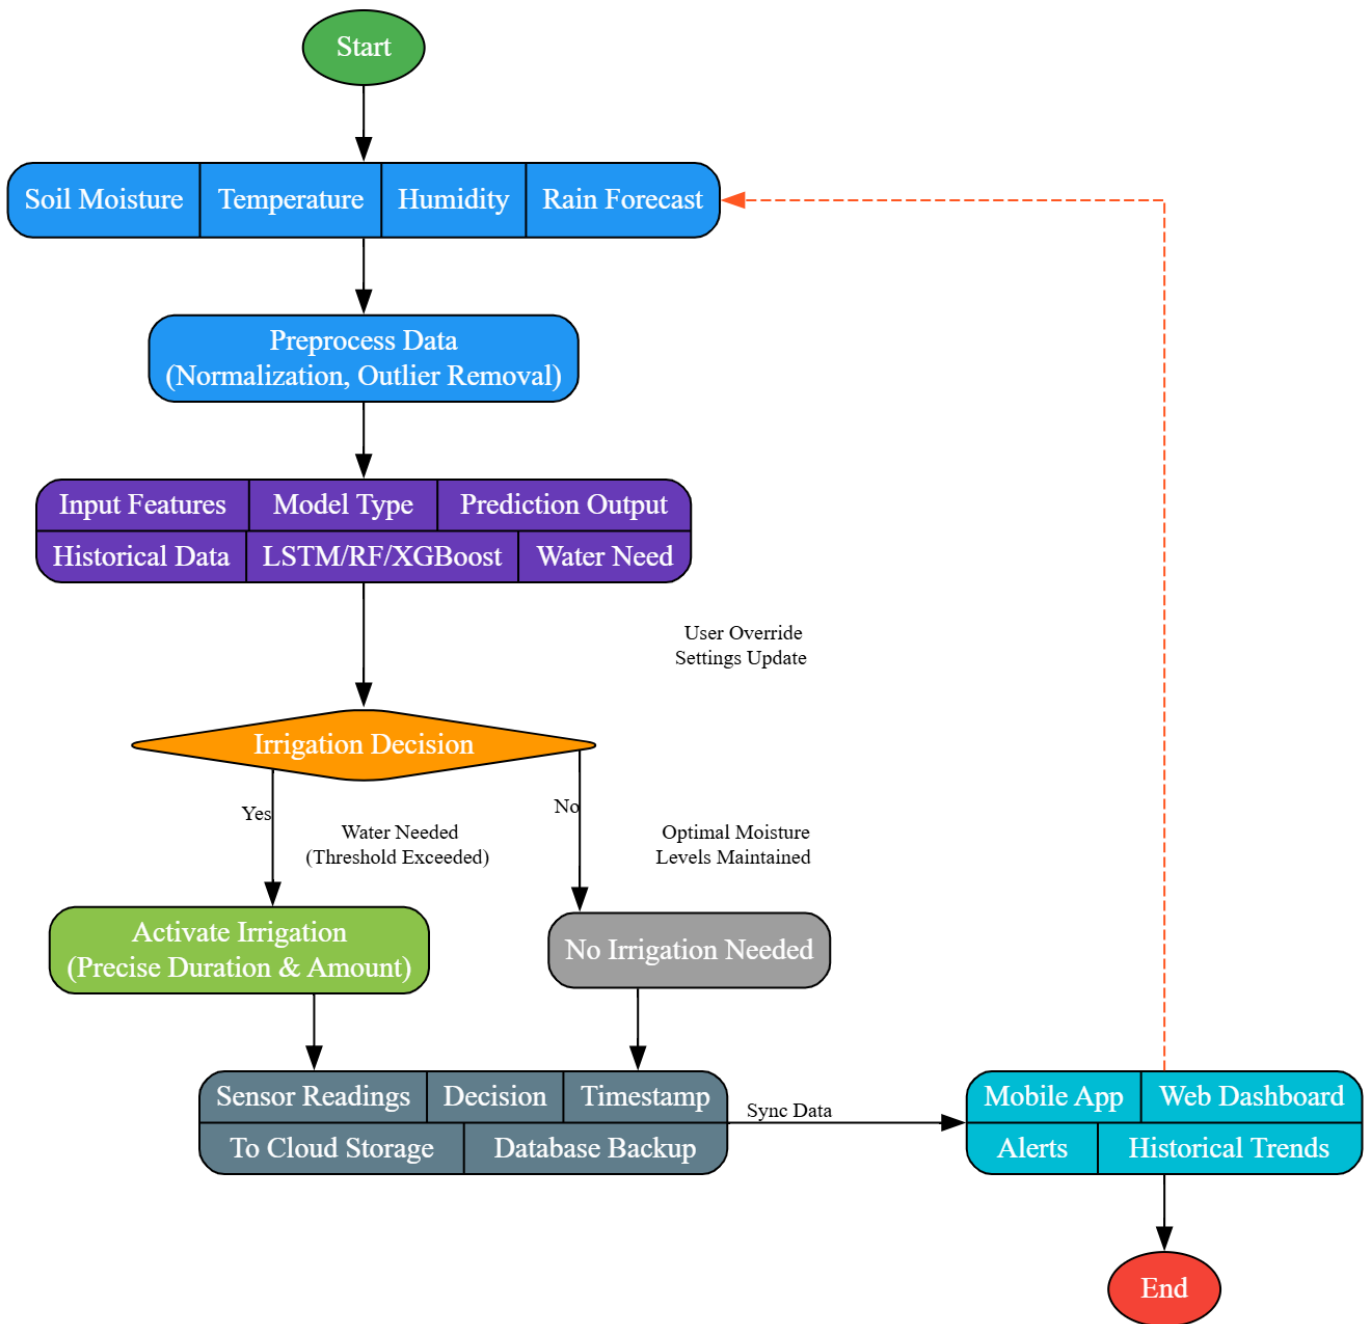 Start
Soil Moisture
Temperature
Humidity
Rain Forecast
Preprocess Data
(Normalization, Outlier Removal)
Input Features
Model Type
Prediction Output
Historical Data
LSTM/RF/XGBoost
Water Need
User Override
Settings Update
Irrigation Decision
Yes
No
Water Needed
(Threshold Exceeded)
Optimal Moisture
Levels Maintained
Activate Irrigation
(Precise Duration & Amount)
No Irrigation Needed
Sensor Readings
Decision
Timestamp
To Cloud Storage
Database Backup
Sync Data
Mobile App
Web Dashboard
Alerts
Historical Trends
End